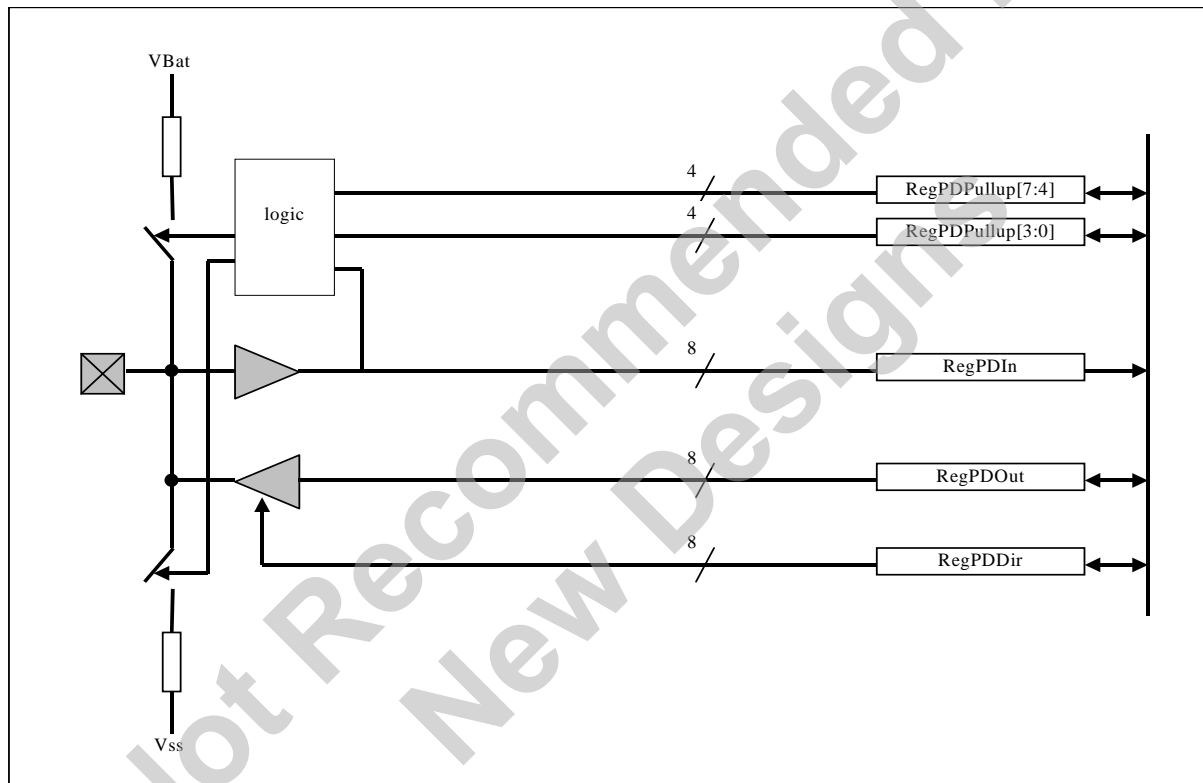 VBat
4
RegPDPullup[7:4]
logic
4
RegPDPullup[3:0]
8
RegPDIn
8
RegPDOut
8
RegPDDir
Vss
Not Recommended
New Designs